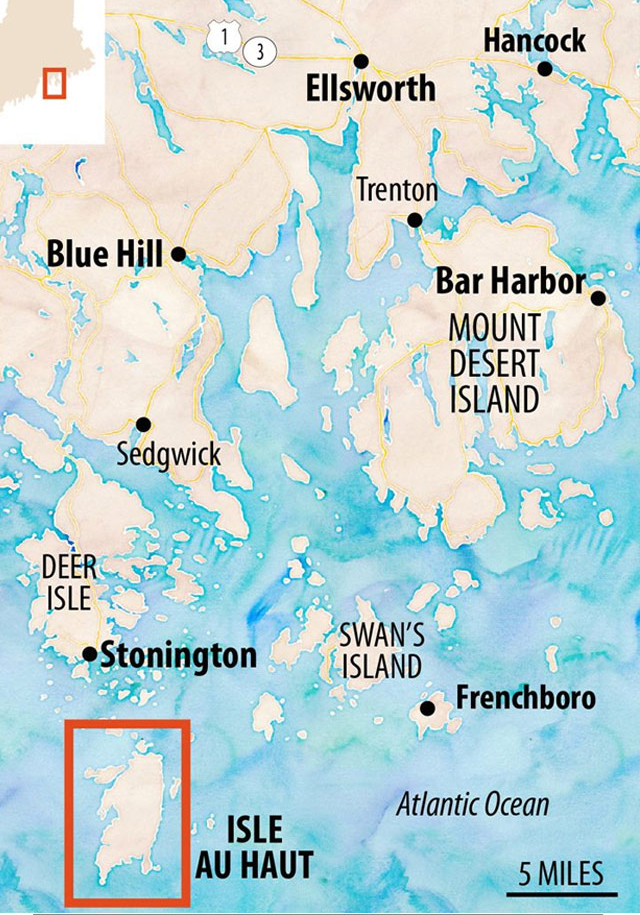 1
3
Hancock
Ellsworth
Trenton
Blue Hill
Bar Harbor
MOUNT
DESERT
ISLAND
Sedgwick
DEER
ISLE
Stonington
SWAN'S
ISLAND
Frenchboro
Atlantic Ocean
ISLE
AU HAUT
5 MILES